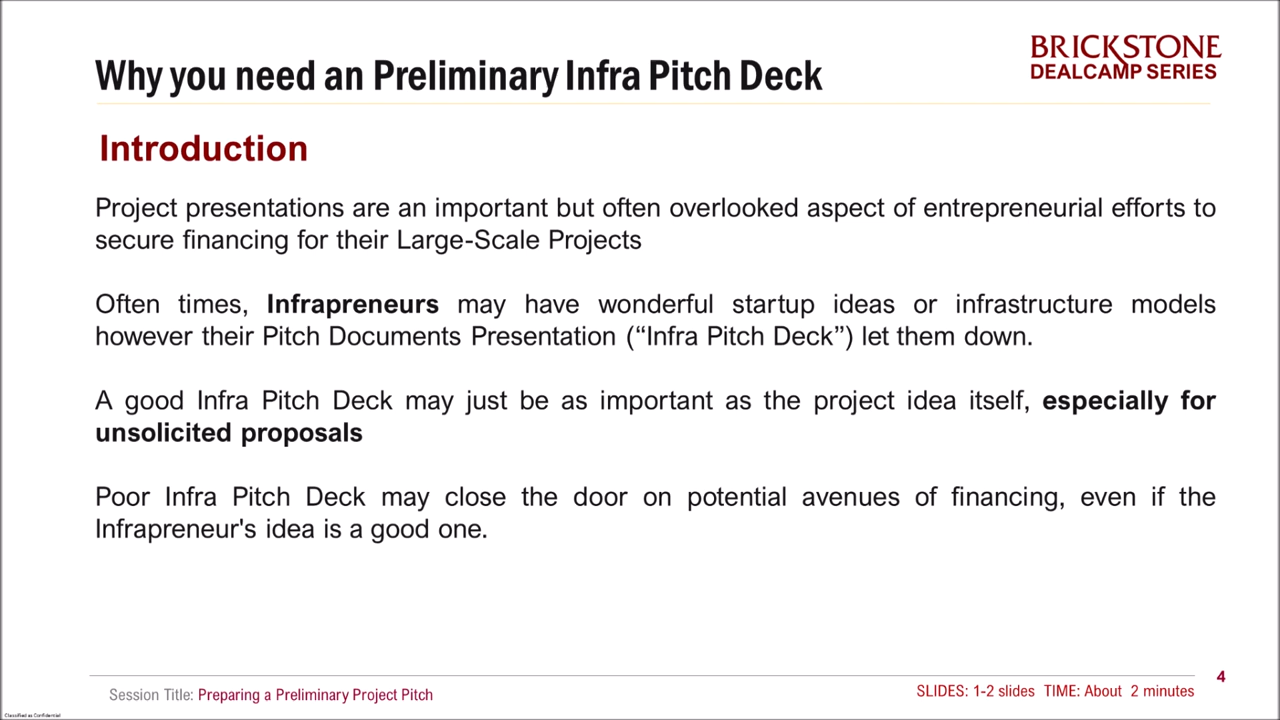 Why you need an Preliminary Infra Pitch Deck
BRICKSTONE
DEALCAMP SERIES
Introduction
Project presentations are an important but often overlooked aspect of entrepreneurial efforts to
secure financing for their Large-Scale Projects
Often times, Infrapreneurs may have wonderful startup ideas or infrastructure models
however their Pitch Documents Presentation (“Infra Pitch Deck”) let them down.
A good Infra Pitch Deck may just be as important as the project idea itself, especially for
unsolicited proposals
Poor Infra Pitch Deck may close the door on potential avenues of financing, even if the
Infrapreneur's idea is a good one.
4
Session Title: Preparing a Preliminary Project Pitch
SLIDES: 1-2 slides TIME: About 2 minutes
Classified as Confidential